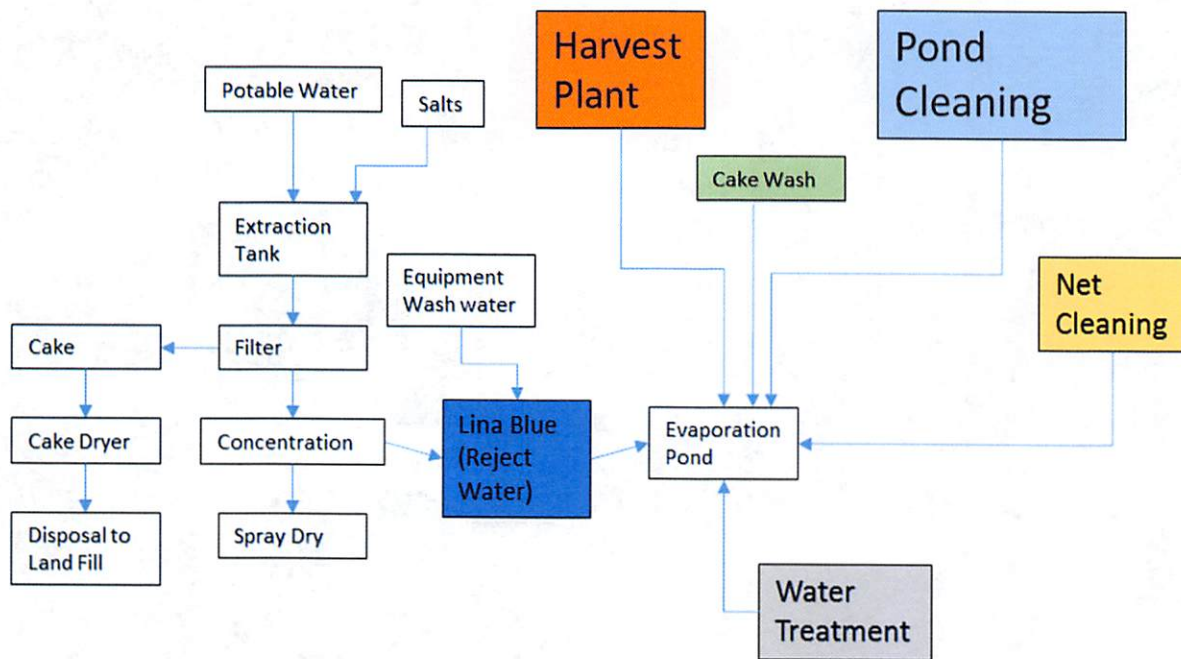 Harvest
Plant
Pond
Cleaning
Potable Water
Salts
Cake Wash
Extraction
Tank
Equipment
Wash water
Net
Cleaning
Cake
Filter
Cake Dryer
Concentration
Lina Blue
(Reject
Water)
Evaporation
Pond
Disposal to
Land Fill
Spray Dry
Water
Treatment